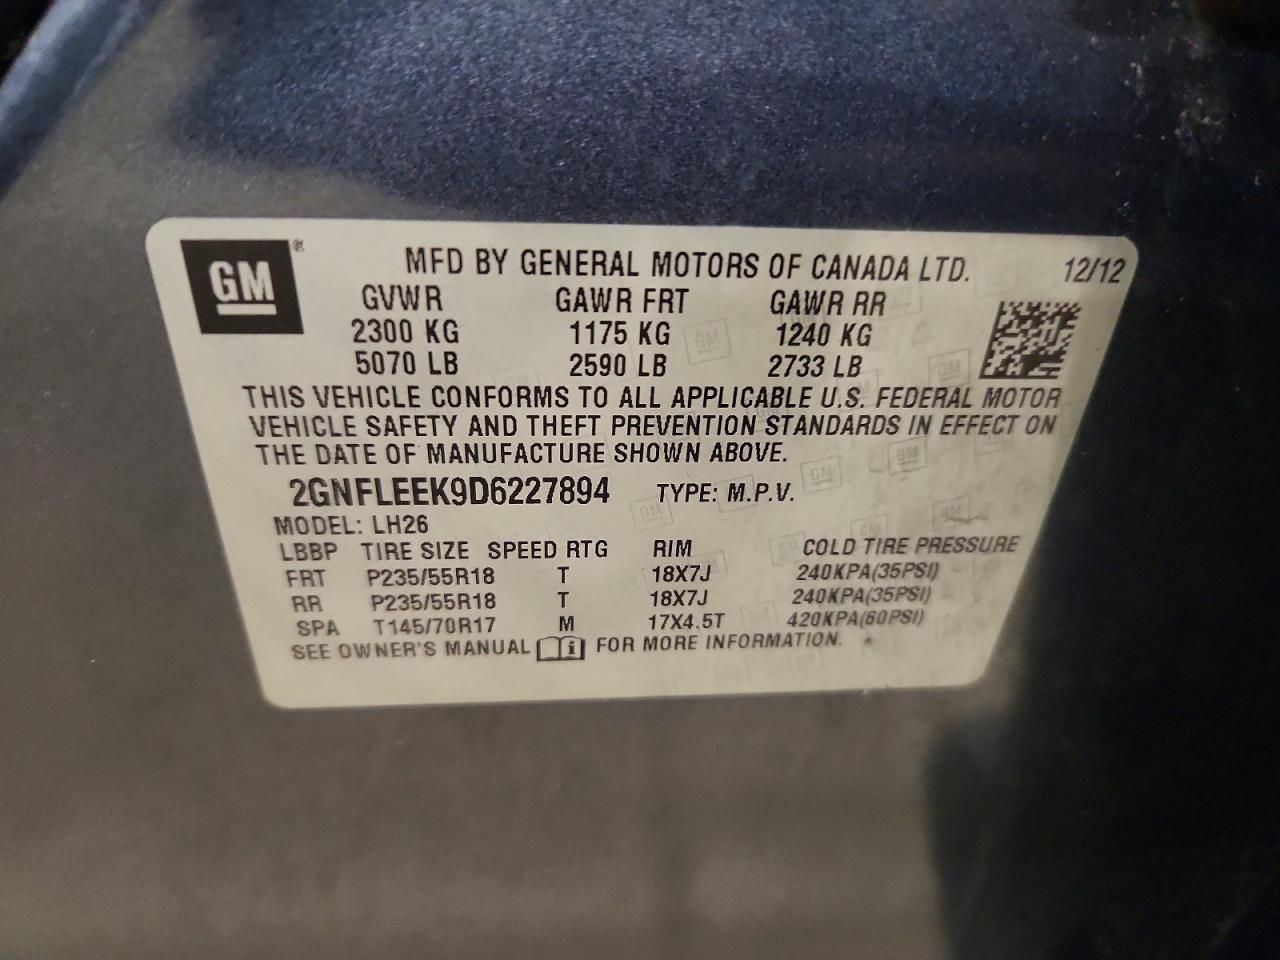 GM ® MFD BY GENERAL MOTORS OF CANADA LTD. 12/12
GVWR GAWR FRT GAWR RR
2300 KG 1175 KG 1240 KG
5070 LB 2590 LB 2733 LB
THIS VEHICLE CONFORMS TO ALL APPLICABLE U.S. FEDERAL MOTOR
VEHICLE SAFETY AND THEFT PREVENTION STANDARDS IN EFFECT ON
THE DATE OF MANUFACTURE SHOWN ABOVE.
2GNFLEEK9D6227894 TYPE: M.P.V.
MODEL: LH26
LBBP TIRE SIZE SPEED RTG RIM COLD TIRE PRESSURE
FRT P235/55R18 T 18X7J 240KPA(35PSI)
RR P235/55R18 T 18X7J 240KPA(35PSI)
SPA T145/70R17 M 17X4.5T 420KPA(60PSI)
SEE OWNER'S MANUAL i FOR MORE INFORMATION.